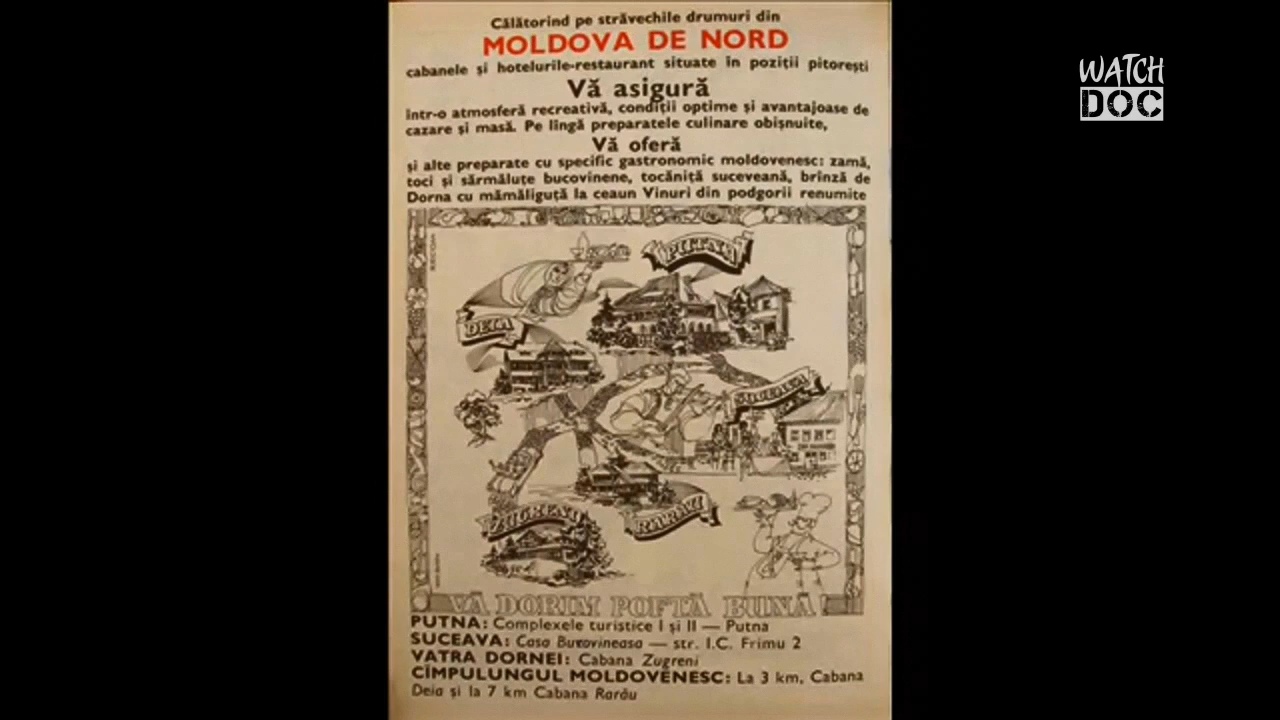 Călătorind pe străvechile drumuri din
MOLDOVA DE NORD
cabanele și hotelurile-restaurant situate în poziții pitorești
Vă asigură
într-o atmosferă recreativă, condiții optime și avantajoase de
cazare și masă. Pe lîngă preparatele culinare obișnuite,
Vă oferă
și alte preparate cu specific gastronomic moldovenesc: zamă,
toci și sărmăluțe bucovinene, tocăniță suceveană, brînză de
Dorna cu mămăliguță la ceaun Vinuri din podgorii renumite
WATCH
DOC
PUTNA
DEIA
SUCEAVA
ZUGRENI
RARĂU
VĂ DORIM POFTĂ BUNĂ
PUTNA: Complexele turistice I și II — Putna
SUCEAVA: Casa Bucovineasa — str. I.C. Frimu 2
VATRA DORNEI: Cabana Zugreni
CÎMPULUNGUL MOLDOVENESC: La 3 km, Cabana
Deia și la 7 km Cabana Rarău